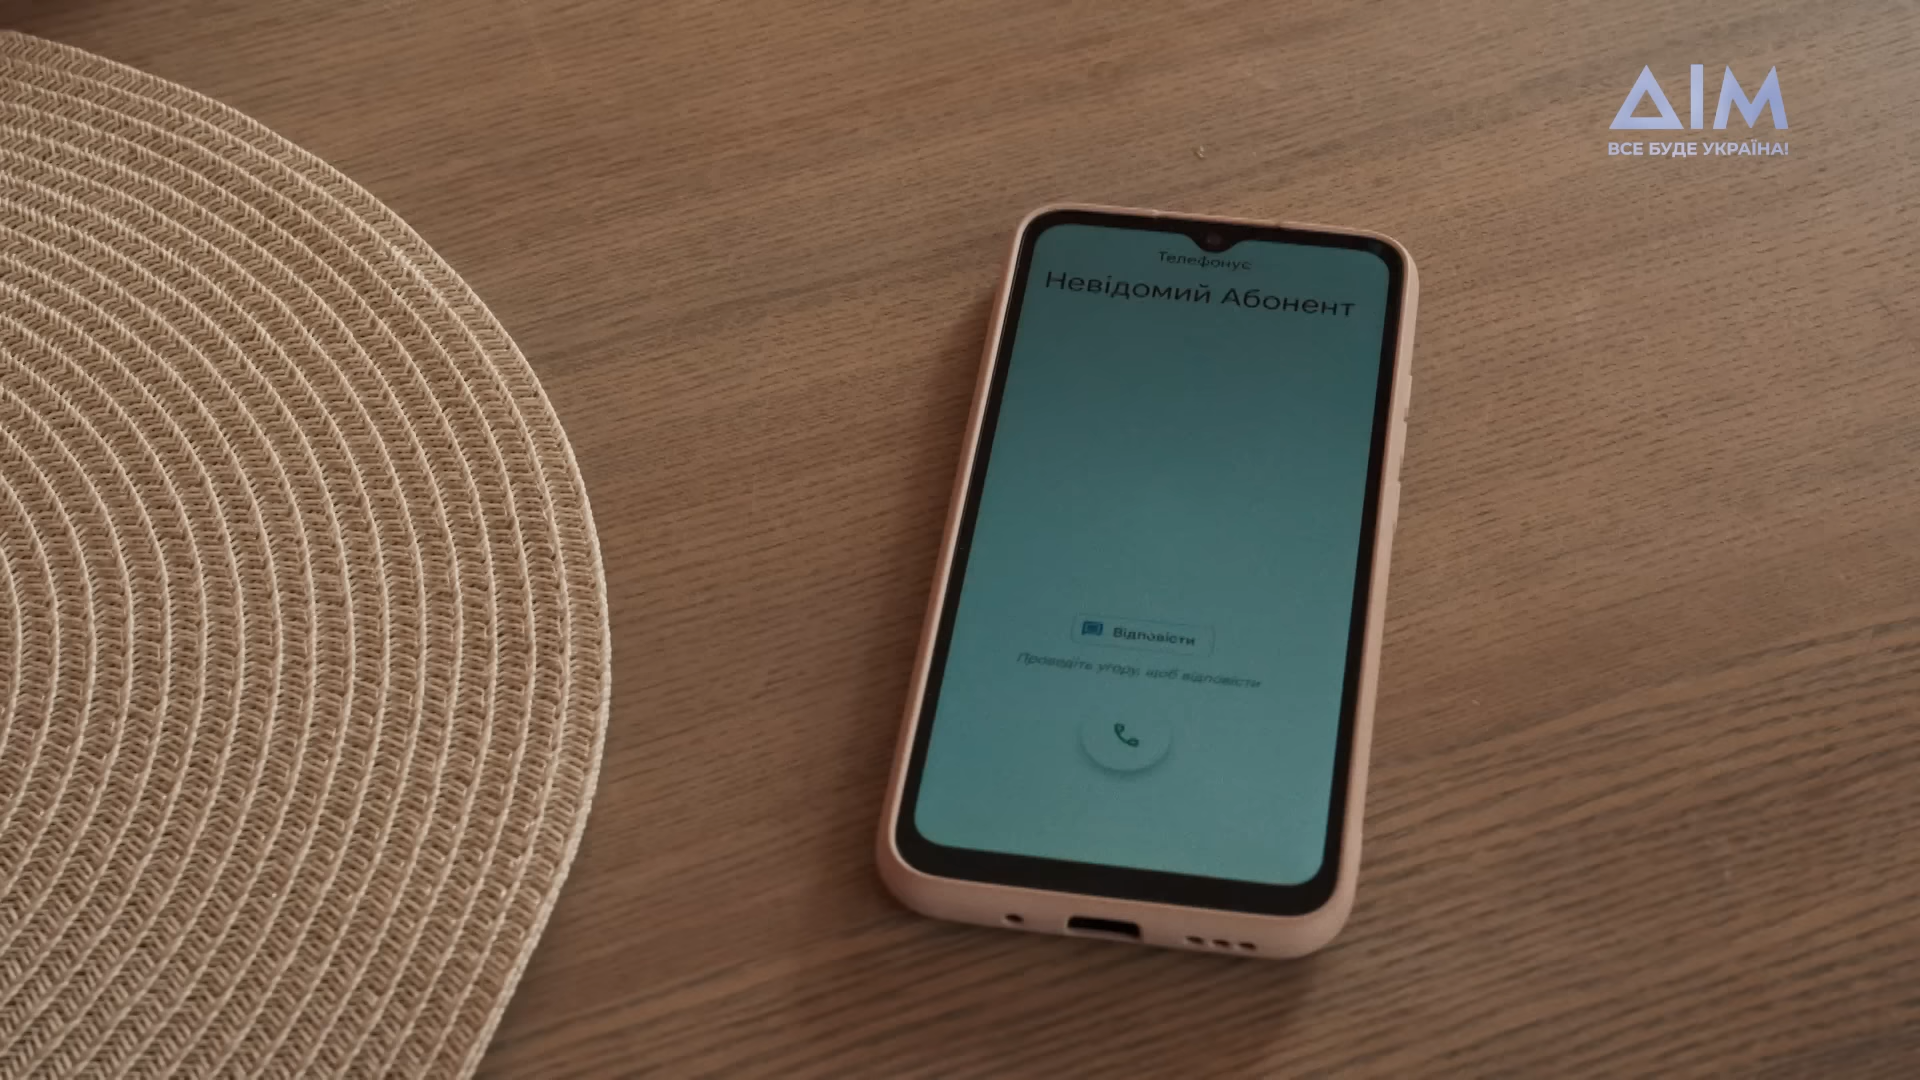 ДІМ
ВСЕ БУДЕ УКРАЇНА!
Телефонус
Невідомий Абонент
Відповісти
Проведіть угору, щоб відповісти